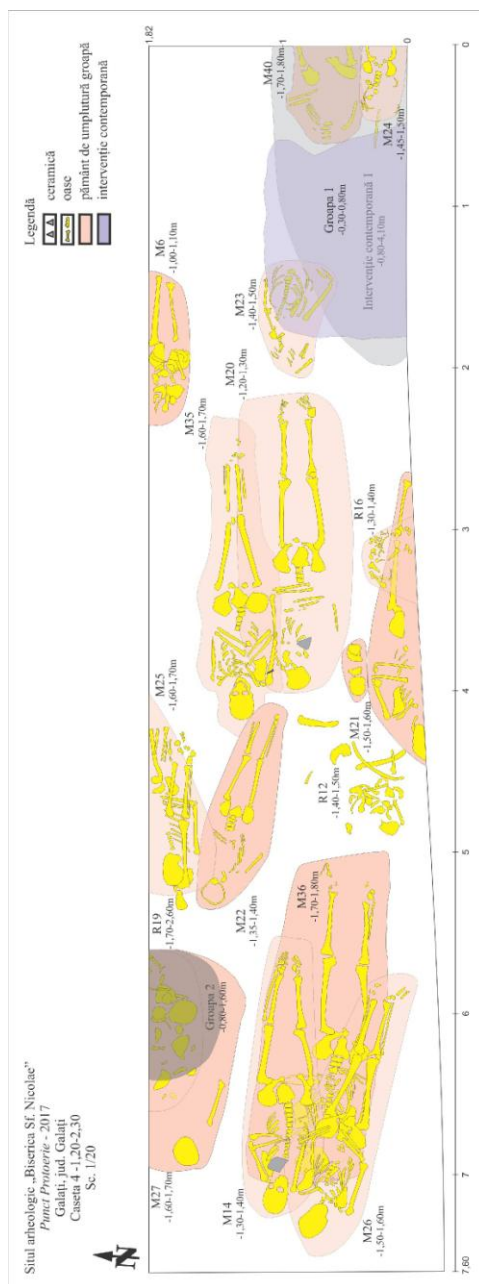 Situl arheologic „Biserica Sf. Nicolae"
Punct Protoerie - 2017
Galați, jud. Galați
Caseta 4 -1,20-2,30
Sc. 1/20
N
Legendă
ceramică
oase
pământ de umplutură groapă
intervenție contemporană
M27
-1,60-1,70m
R19
-1,70-2,60m
Groapa 2
-0,80-1,60m
M25
-1,60-1,70m
M35
-1,60-1,70m
M6
-1,00-1,10m
1.82
M14
-1,30-1,40m
M22
-1,35-1,40m
M20
-1,20-1,30m
M23
-1,40-1,50m
M40
-1,70-1,80m
1
M26
-1,50-1,60m
M36
-1,70-1,80m
R12
-1,40-1,50m
M21
-1,50-1,60m
R16
-1,30-1,40m
Groapa 1
-0,30-0,80m
Intervenție contemporană 1
-0,80-4,10m
M24
-1,45-1,50m
0
7.60
7
6
5
4
3
2
1
0